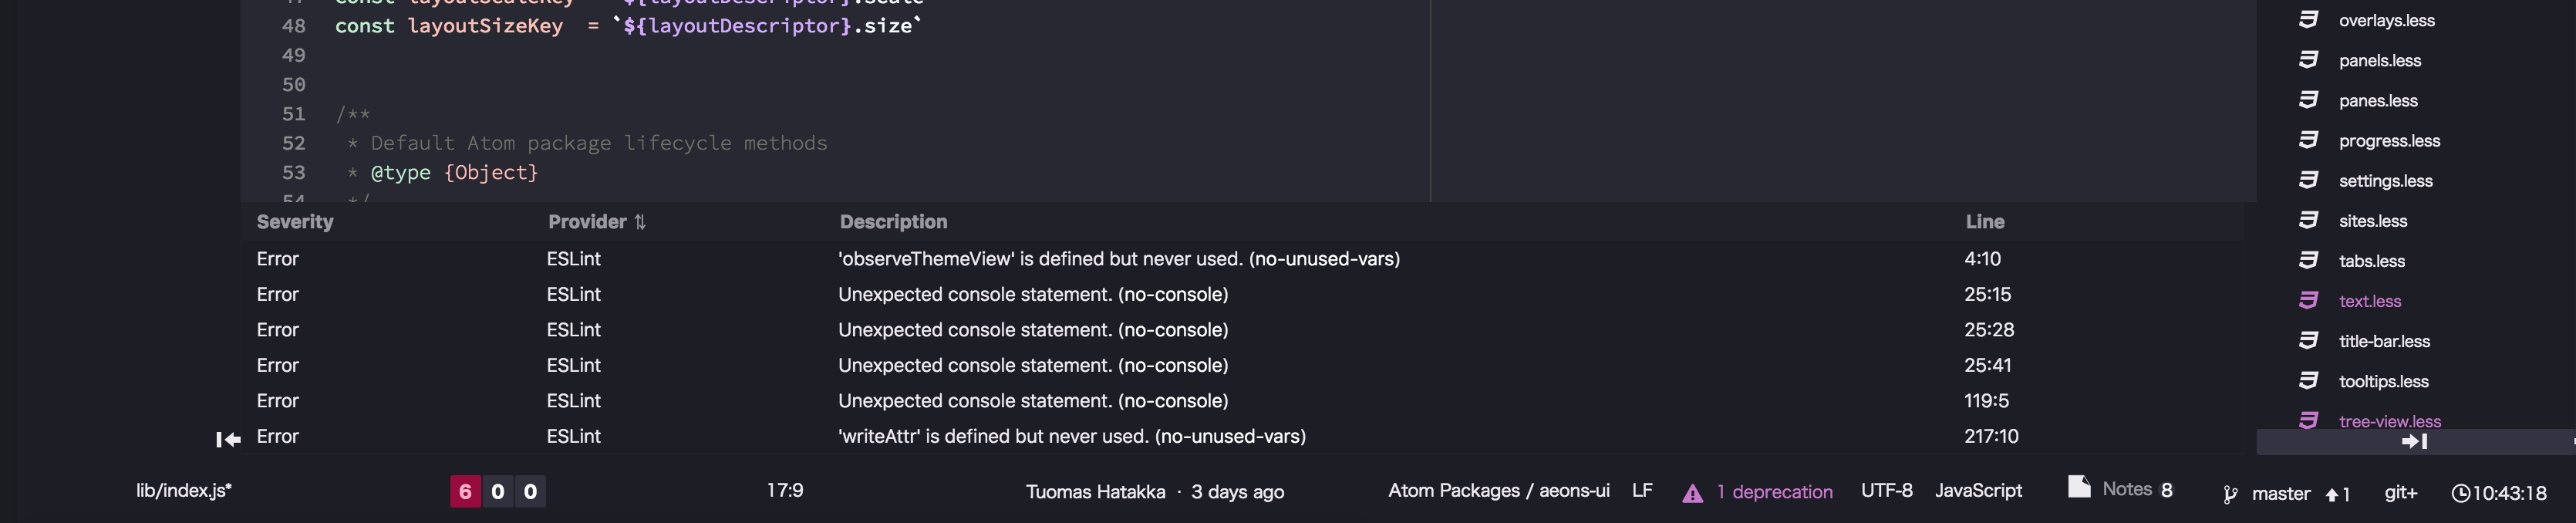 47 const layoutScaleKey = `${layoutDescriptor}.scale`
48 const layoutSizeKey = `${layoutDescriptor}.size`
49
50
51 /**
52 * Default Atom package lifecycle methods
53 * @type {Object}
54 */
Severity Provider ⇅ Description Line
Error ESLint 'observeThemeView' is defined but never used. (no-unused-vars) 4:10
Error ESLint Unexpected console statement. (no-console) 25:15
Error ESLint Unexpected console statement. (no-console) 25:28
Error ESLint Unexpected console statement. (no-console) 25:41
Error ESLint Unexpected console statement. (no-console) 119:5
Error ESLint 'writeAttr' is defined but never used. (no-unused-vars) 217:10
overlays.less
panels.less
panes.less
progress.less
settings.less
sites.less
tabs.less
text.less
title-bar.less
tooltips.less
tree-view.less
lib/index.js* 6 0 0 17:9 Tuomas Hatakka · 3 days ago Atom Packages / aeons-ui LF 1 deprecation UTF-8 JavaScript Notes 8 master 1 git+ 10:43:18